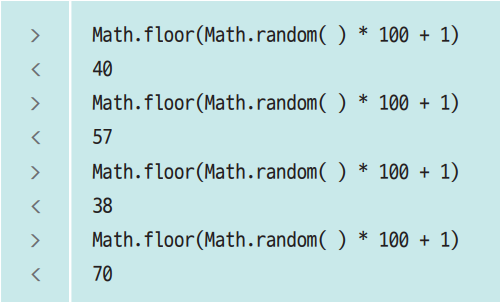 > Math.floor(Math.random( ) * 100 + 1)
< 40
> Math.floor(Math.random( ) * 100 + 1)
< 57
> Math.floor(Math.random( ) * 100 + 1)
< 38
> Math.floor(Math.random( ) * 100 + 1)
< 70